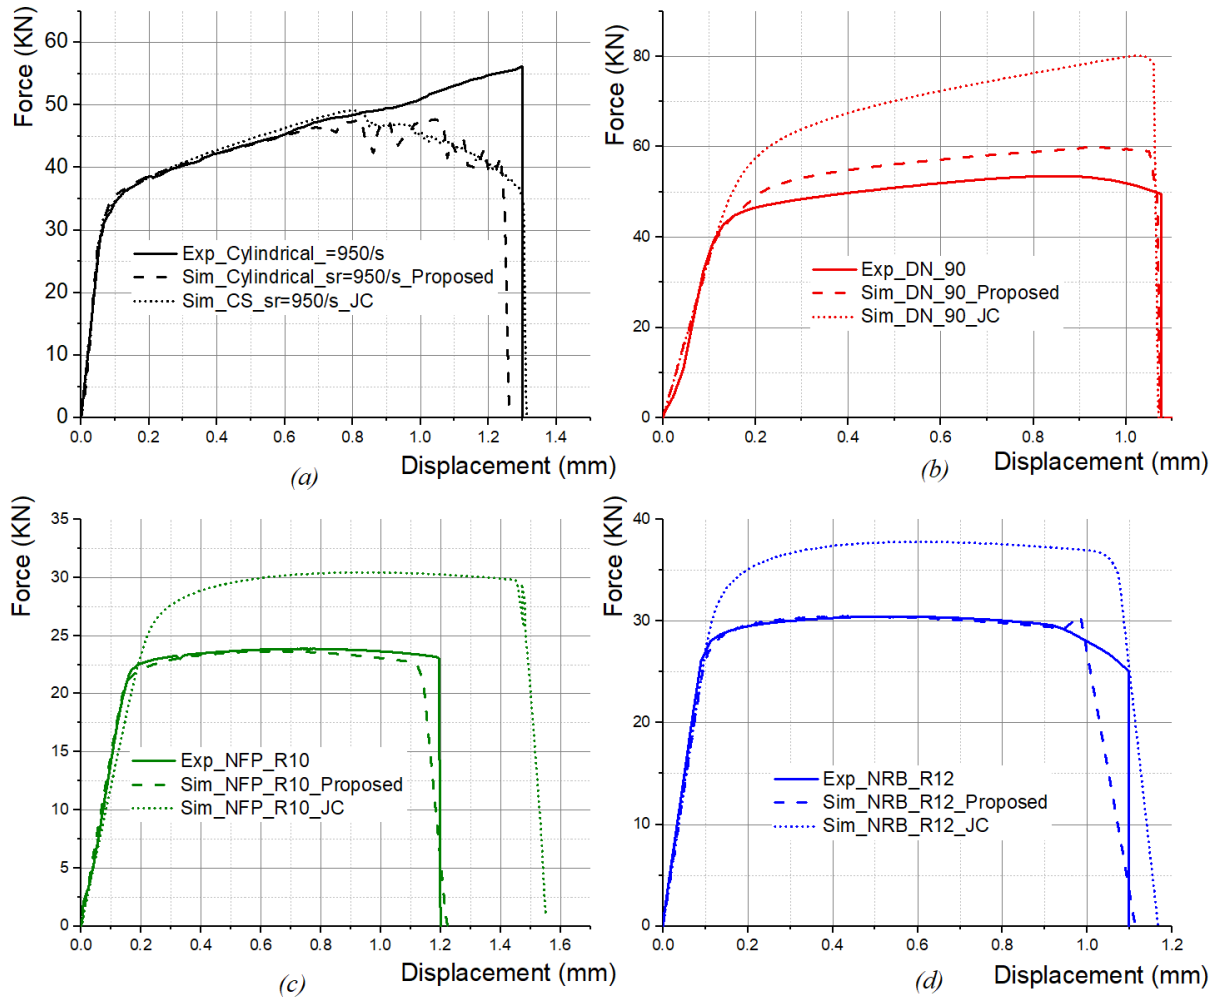 Force (KN)
60
50
40
30
20
10
0
Exp_Cylindrical_=950/s
Sim_Cylindrical_sr=950/s_Proposed
Sim_CS_sr=950/s_JC
0.0 0.2 0.4 0.6 0.8 1.0 1.2 1.4
Displacement (mm)
(a)
Force (KN)
80
60
40
20
0
Exp_DN_90
Sim_DN_90_Proposed
Sim_DN_90_JC
0.0 0.2 0.4 0.6 0.8 1.0
Displacement (mm)
(b)
Force (KN)
35
30
25
20
15
10
5
0
Exp_NFP_R10
Sim_NFP_R10_Proposed
Sim_NFP_R10_JC
0.0 0.2 0.4 0.6 0.8 1.0 1.2 1.4 1.6
Displacement (mm)
(c)
Force (KN)
40
30
20
10
0
Exp_NRB_R12
Sim_NRB_R12_Proposed
Sim_NRB_R12_JC
0.0 0.2 0.4 0.6 0.8 1.0 1.2
Displacement (mm)
(d)